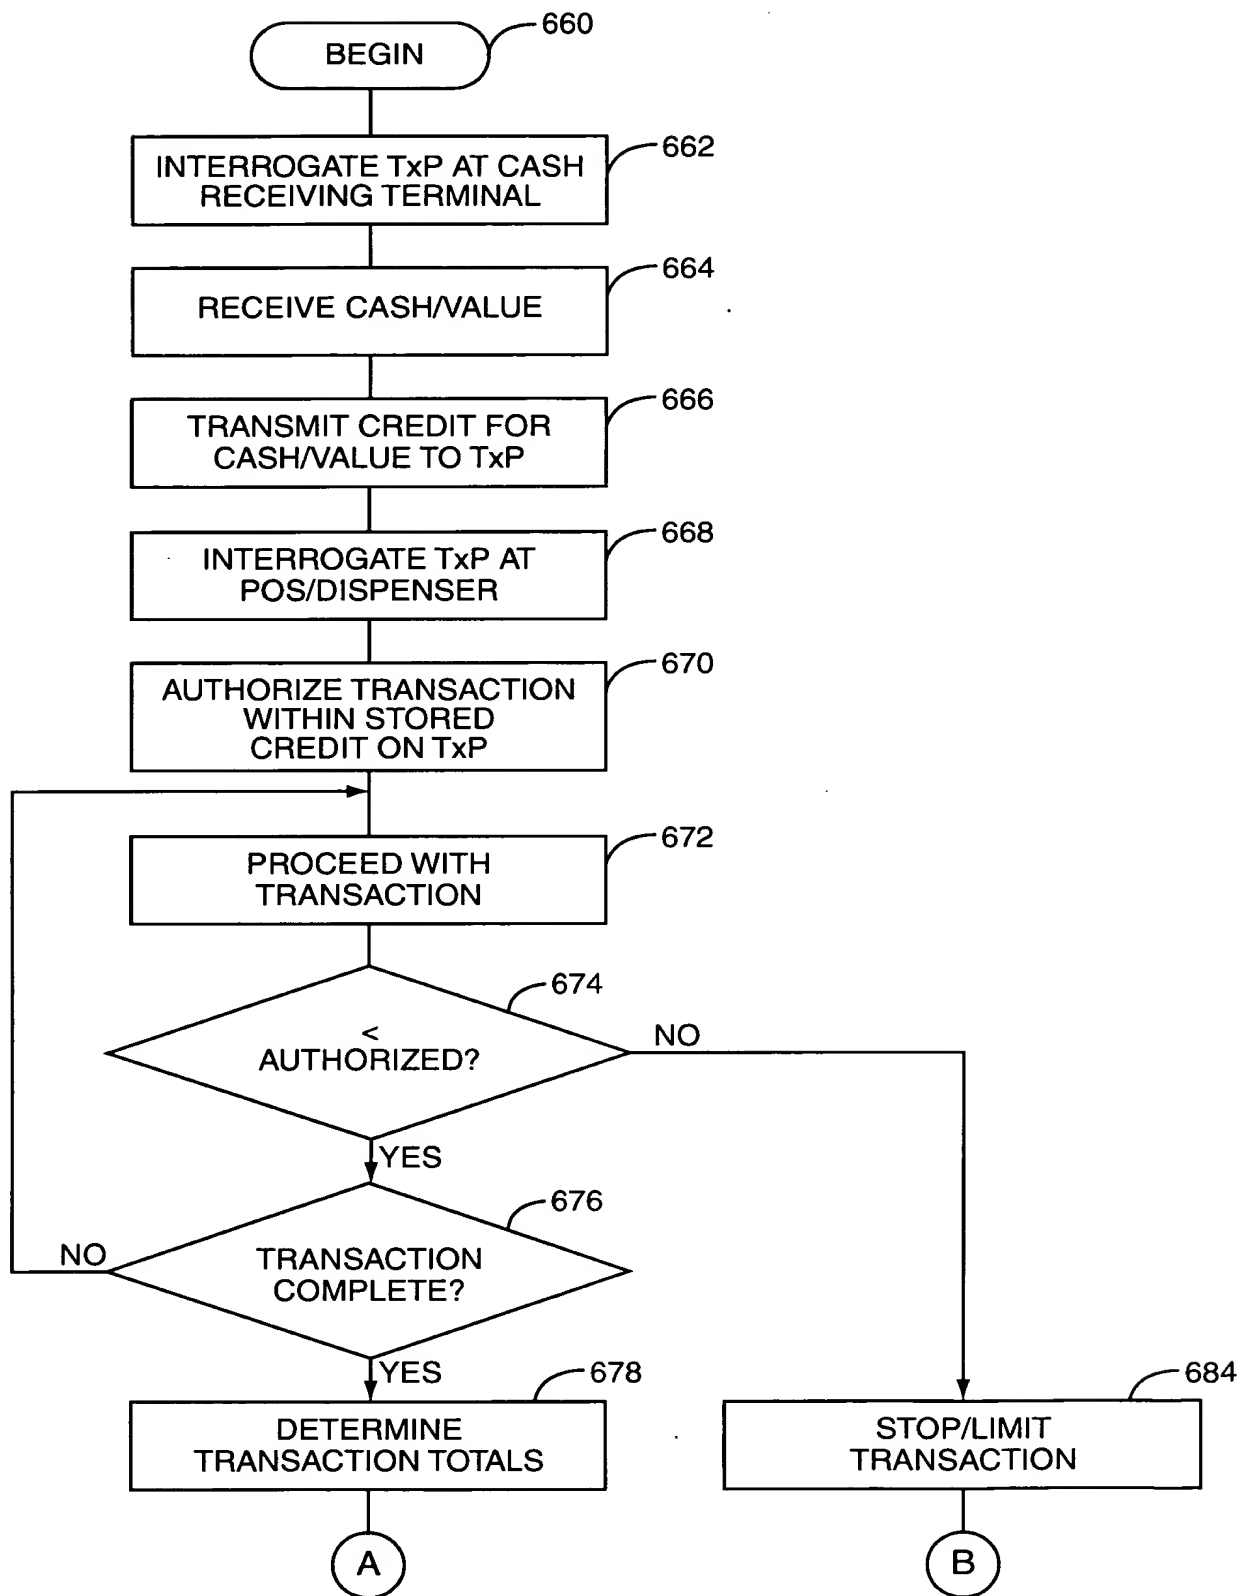 660
BEGIN
662
INTERROGATE TxP AT CASH
RECEIVING TERMINAL
664
RECEIVE CASH/VALUE
666
TRANSMIT CREDIT FOR
CASH/VALUE TO TxP
668
INTERROGATE TxP AT
POS/DISPENSER
670
AUTHORIZE TRANSACTION
WITHIN STORED
CREDIT ON TxP
672
PROCEED WITH
TRANSACTION
674
<
AUTHORIZED?
NO
YES
676
TRANSACTION
COMPLETE?
NO
YES
678
DETERMINE
TRANSACTION TOTALS
684
STOP/LIMIT
TRANSACTION
A
B